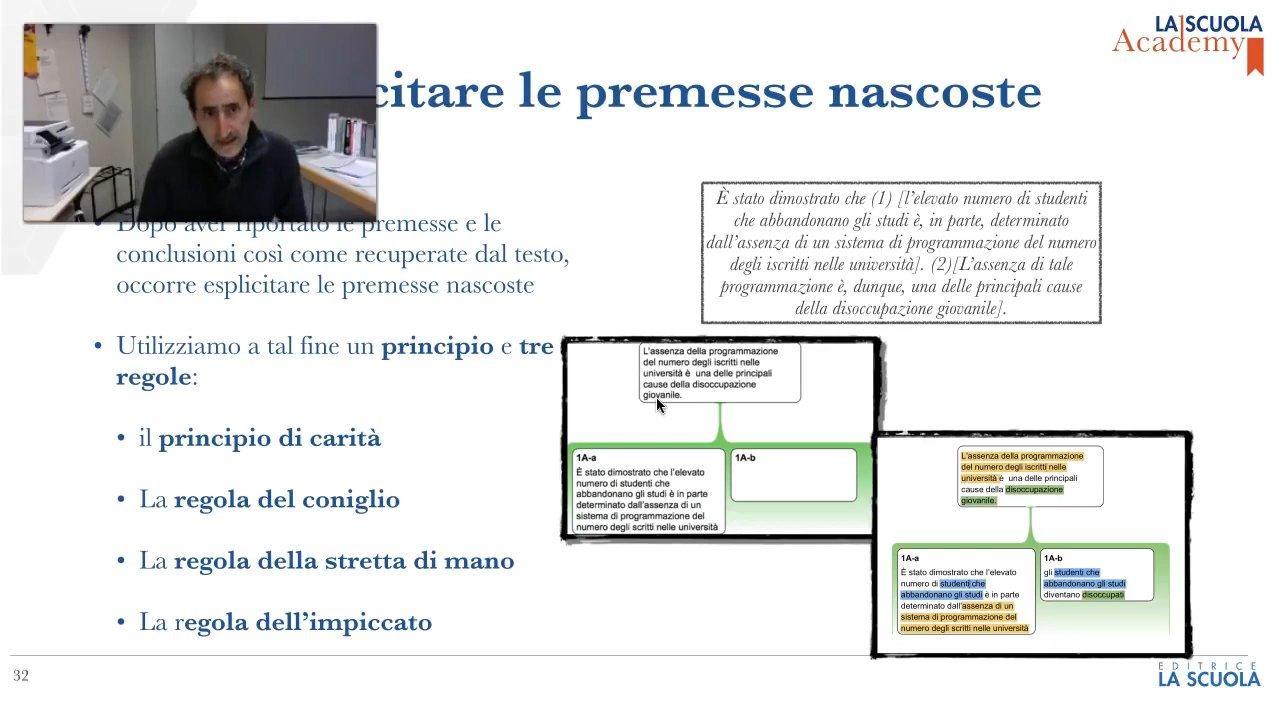 LA SCUOLA
Academy
citare le premesse nascoste
• Dopo aver riportato le premesse e le
conclusioni così come recuperate dal testo,
occorre esplicitare le premesse nascoste
• Utilizziamo a tal fine un principio e tre
regole:
• il principio di carità
• La regola del coniglio
• La regola della stretta di mano
• La regola dell'impiccato
È stato dimostrato che (1) [l'elevato numero di studenti
che abbandonano gli studi è, in parte, determinato
dall'assenza di un sistema di programmazione del numero
degli iscritti nelle università]. (2)[L'assenza di tale
programmazione è, dunque, una delle principali cause
della disoccupazione giovanile].
L'assenza della programmazione
del numero degli iscritti nelle
università è una delle principali
cause della disoccupazione
giovanile.
1A-a
È stato dimostrato che l'elevato
numero di studenti che
abbandonano gli studi è in parte
determinato dall'assenza di un
sistema di programmazione del
numero degli scritti nelle università
1A-b
L'assenza della programmazione
del numero degli iscritti nelle
università è una delle principali
cause della disoccupazione
giovanile.
1A-a
È stato dimostrato che l'elevato
numero di studenti che
abbandonano gli studi è in parte
determinato dall'assenza di un
sistema di programmazione del
numero degli scritti nelle università
1A-b
gli studenti che
abbandonano gli studi
diventano disoccupati
32
EDITRICE
LA SCUOLA